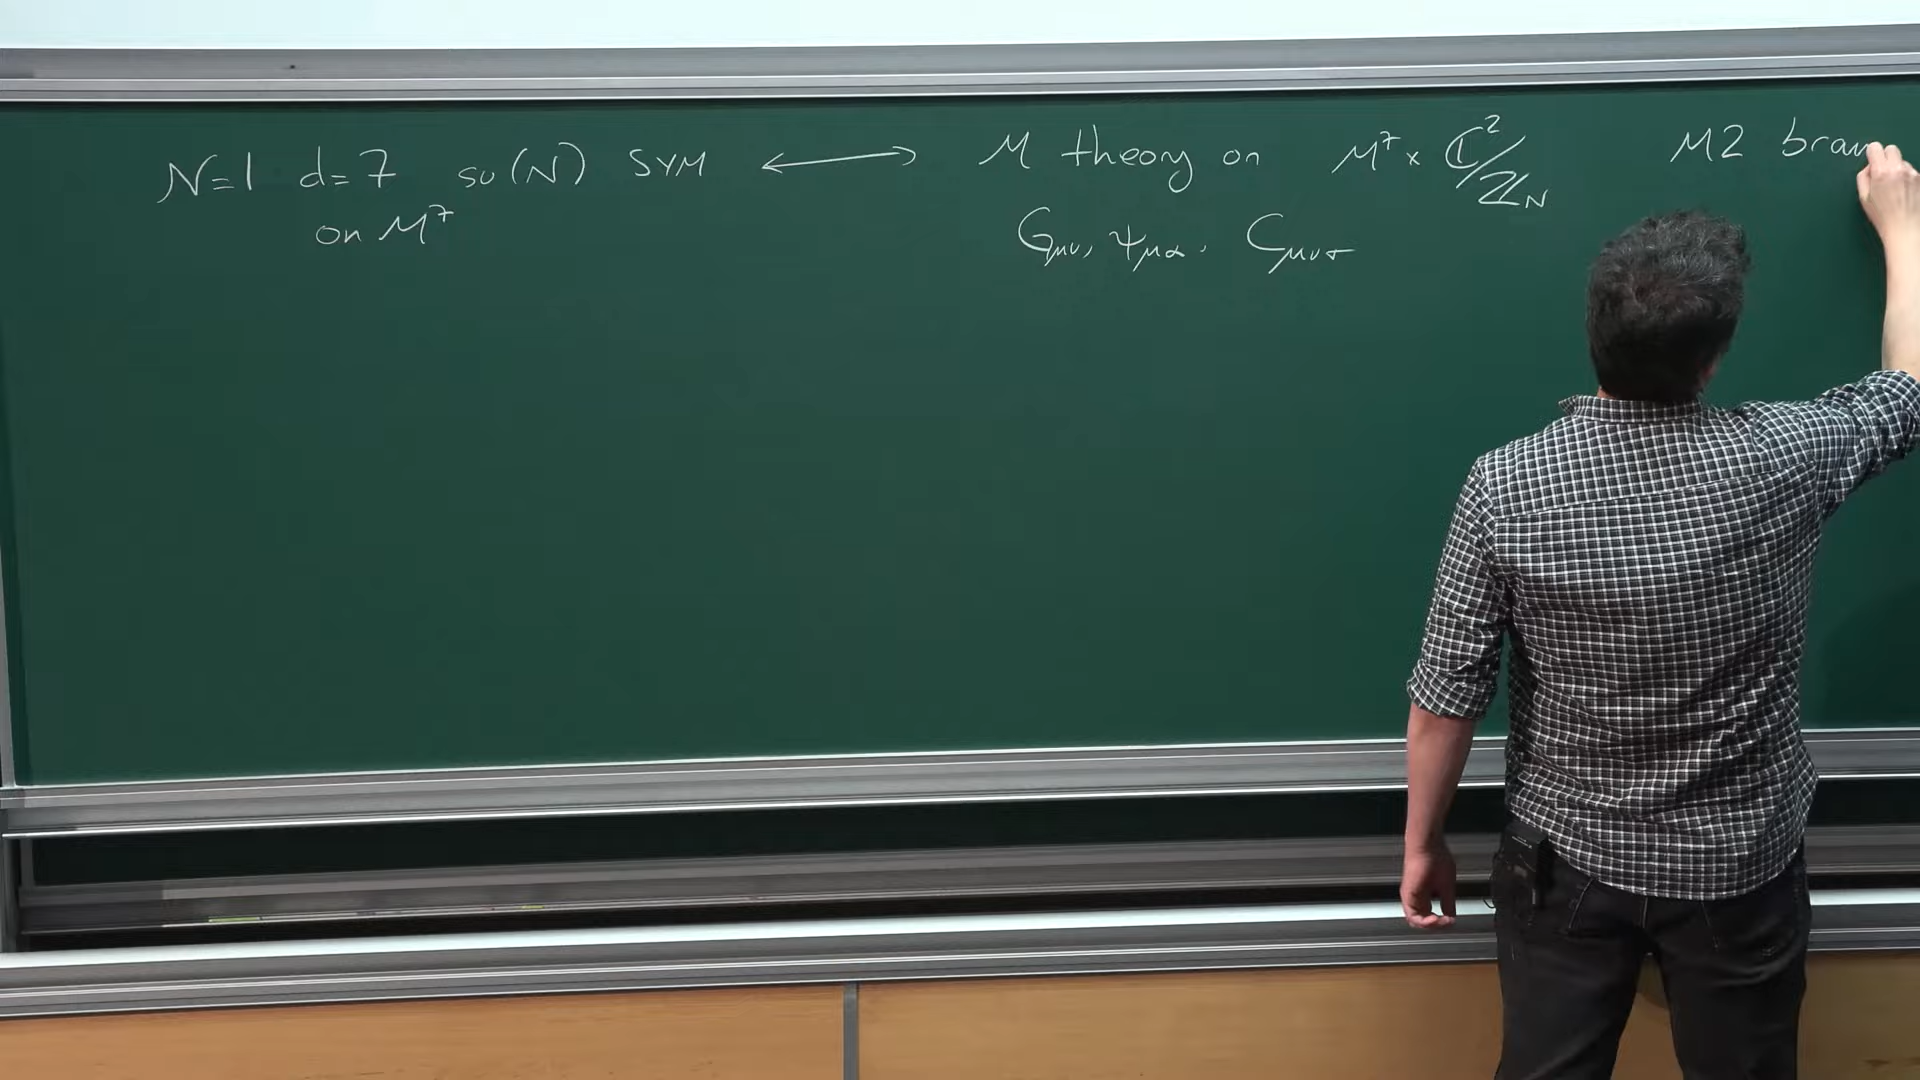 N=1 d=7 su(N) SYM ⟷ M theory on M⁷ × ℂ²/ℤ_N M2 bran
on M⁷ G_μν, ψ_μα, C_μνσ